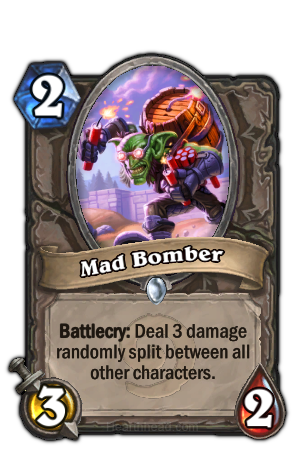 2
Mad Bomber
Battlecry: Deal 3 damage
randomly split between all
other characters.
3
2